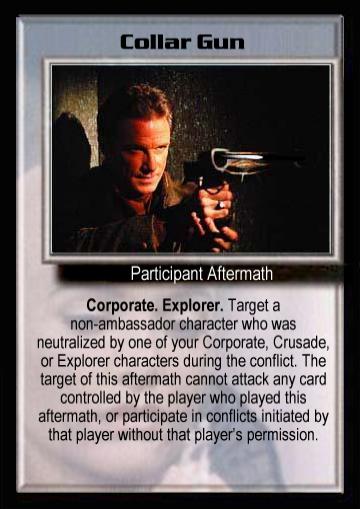 Collar Gun
Participant Aftermath
Corporate. Explorer. Target a
non-ambassador character who was
neutralized by one of your Corporate, Crusade,
or Explorer characters during the conflict. The
target of this aftermath cannot attack any card
controlled by the player who played this
aftermath, or participate in conflicts initiated by
that player without that player's permission.